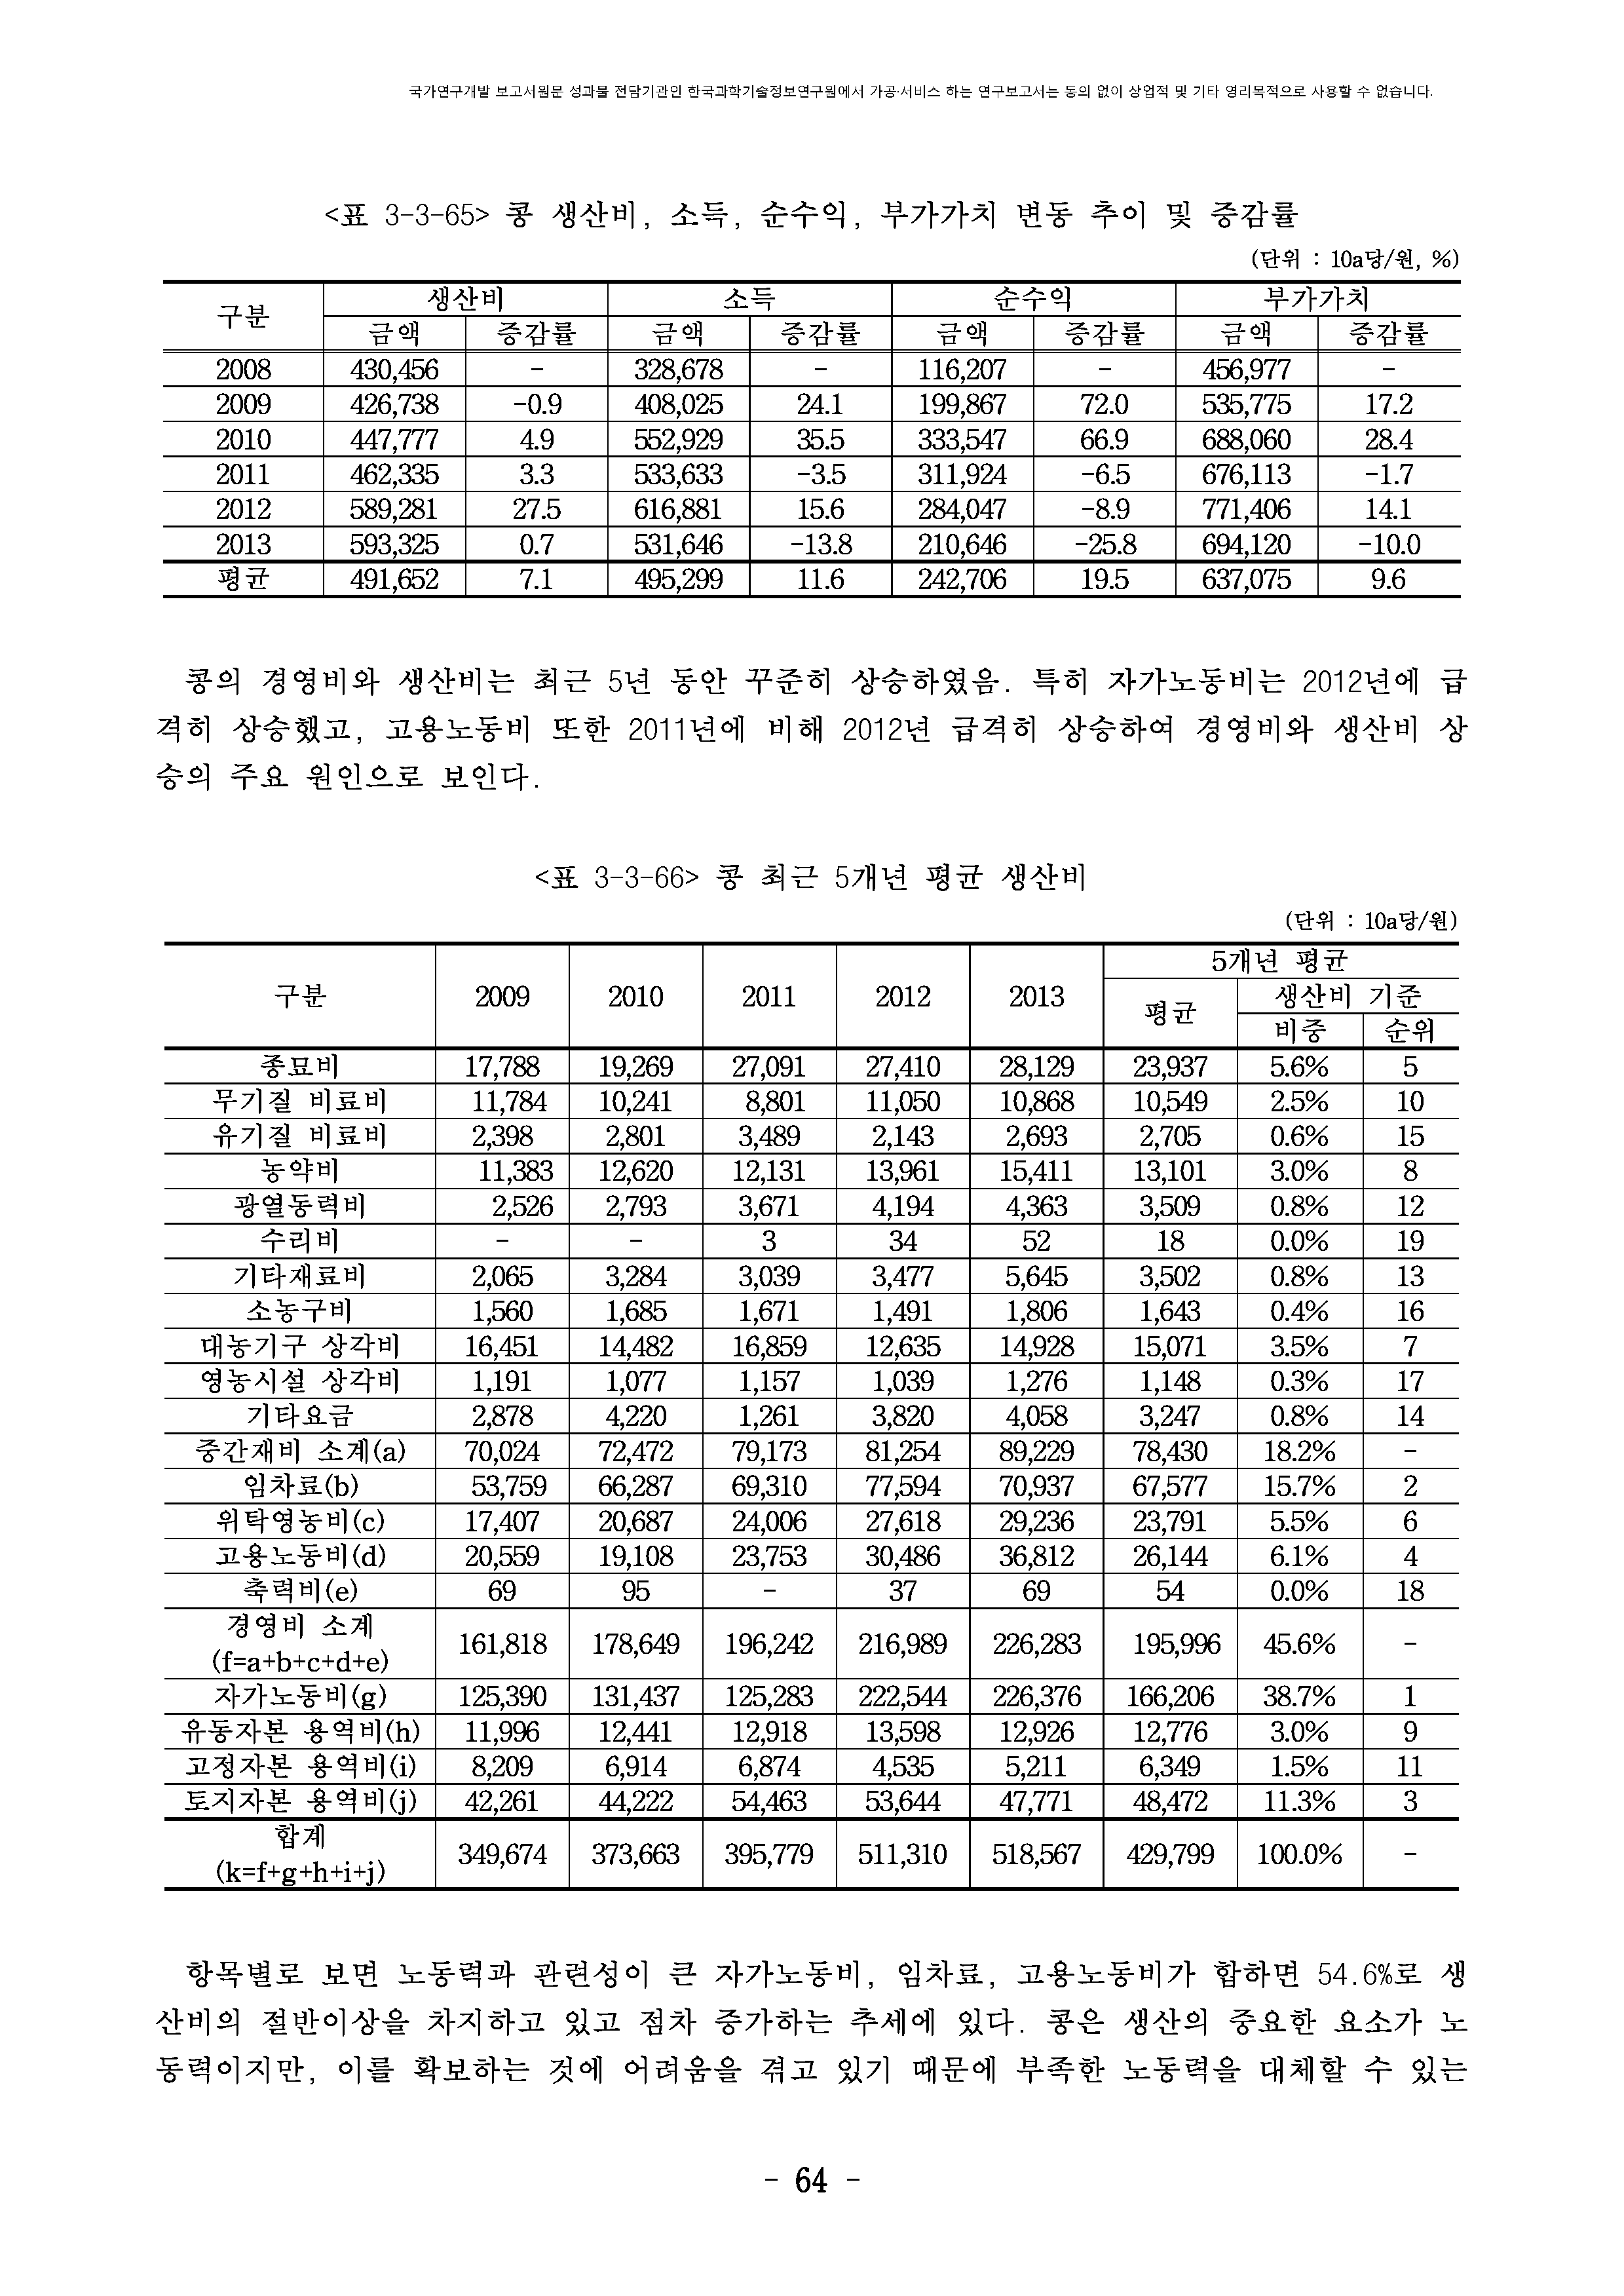 국가연구개발 보고서원문 성과물 전담기관인 한국과학기술정보연구원에서 가공·서비스 하는 연구보고서는 동의 없이 상업적 및 기타 영리목적으로 사용할 수 없습니다.
<표 3-3-65> 콩 생산비, 소득, 순수익, 부가가치 변동 추이 및 증감률
(단위 : 10a당/원, %)
구분 생산비 소득 순수익 부가가치
금액 증감률 금액 증감률 금액 증감률 금액 증감률
2008 430,456 - 328,678 - 116,207 - 456,977 -
2009 426,738 -0.9 408,025 24.1 199,867 72.0 535,775 17.2
2010 447,777 4.9 552,929 35.5 333,547 66.9 688,060 28.4
2011 462,335 3.3 533,633 -3.5 311,924 -6.5 676,113 -1.7
2012 589,281 27.5 616,881 15.6 284,047 -8.9 771,406 14.1
2013 593,325 0.7 531,646 -13.8 210,646 -25.8 694,120 -10.0
평균 491,652 7.1 495,299 11.6 242,706 19.5 637,075 9.6
콩의 경영비와 생산비는 최근 5년 동안 꾸준히 상승하였음. 특히 자가노동비는 2012년에 급
격히 상승했고, 고용노동비 또한 2011년에 비해 2012년 급격히 상승하여 경영비와 생산비 상
승의 주요 원인으로 보인다.
<표 3-3-66> 콩 최근 5개년 평균 생산비
(단위 : 10a당/원)
구분 2009 2010 2011 2012 2013 5개년 평균
평균 생산비 기준
비중 순위
종묘비 17,788 19,269 27,091 27,410 28,129 23,937 5.6% 5
무기질 비료비 11,784 10,241 8,801 11,050 10,868 10,549 2.5% 10
유기질 비료비 2,398 2,801 3,489 2,143 2,693 2,705 0.6% 15
농약비 11,383 12,620 12,131 13,961 15,411 13,101 3.0% 8
광열동력비 2,526 2,793 3,671 4,194 4,363 3,509 0.8% 12
수리비 - - 3 34 52 18 0.0% 19
기타재료비 2,065 3,284 3,039 3,477 5,645 3,502 0.8% 13
소농구비 1,560 1,685 1,671 1,491 1,806 1,643 0.4% 16
대농기구 상각비 16,451 14,482 16,859 12,635 14,928 15,071 3.5% 7
영농시설 상각비 1,191 1,077 1,157 1,039 1,276 1,148 0.3% 17
기타요금 2,878 4,220 1,261 3,820 4,058 3,247 0.8% 14
중간재비 소계(a) 70,024 72,472 79,173 81,254 89,229 78,430 18.2% -
임차료(b) 53,759 66,287 69,310 77,594 70,937 67,577 15.7% 2
위탁영농비(c) 17,407 20,687 24,006 27,618 29,236 23,791 5.5% 6
고용노동비(d) 20,559 19,108 23,753 30,486 36,812 26,144 6.1% 4
축력비(e) 69 95 - 37 69 54 0.0% 18
경영비 소계
(f=a+b+c+d+e) 161,818 178,649 196,242 216,989 226,283 195,996 45.6% -
자가노동비(g) 125,390 131,437 125,283 222,544 226,376 166,206 38.7% 1
유동자본 용역비(h) 11,996 12,441 12,918 13,598 12,926 12,776 3.0% 9
고정자본 용역비(i) 8,209 6,914 6,874 4,535 5,211 6,349 1.5% 11
토지자본 용역비(j) 42,261 44,222 54,463 53,644 47,771 48,472 11.3% 3
합계
(k=f+g+h+i+j) 349,674 373,663 395,779 511,310 518,567 429,799 100.0% -
항목별로 보면 노동력과 관련성이 큰 자가노동비, 임차료, 고용노동비가 합하면 54.6%로 생
산비의 절반이상을 차지하고 있고 점차 증가하는 추세에 있다. 콩은 생산의 중요한 요소가 노
동력이지만, 이를 확보하는 것에 어려움을 겪고 있기 때문에 부족한 노동력을 대체할 수 있는
- 64 -